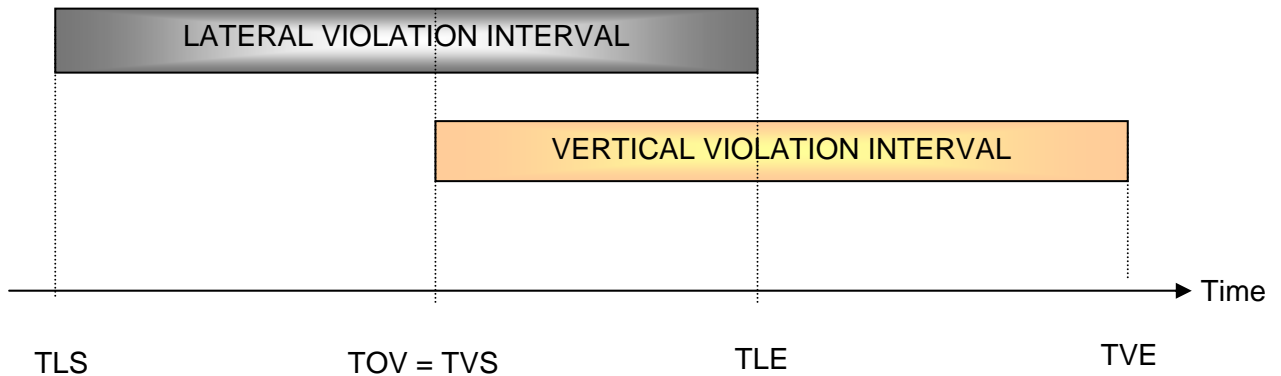 LATERAL VIOLATION INTERVAL
VERTICAL VIOLATION INTERVAL
Time
TLS
TOV = TVS
TLE
TVE